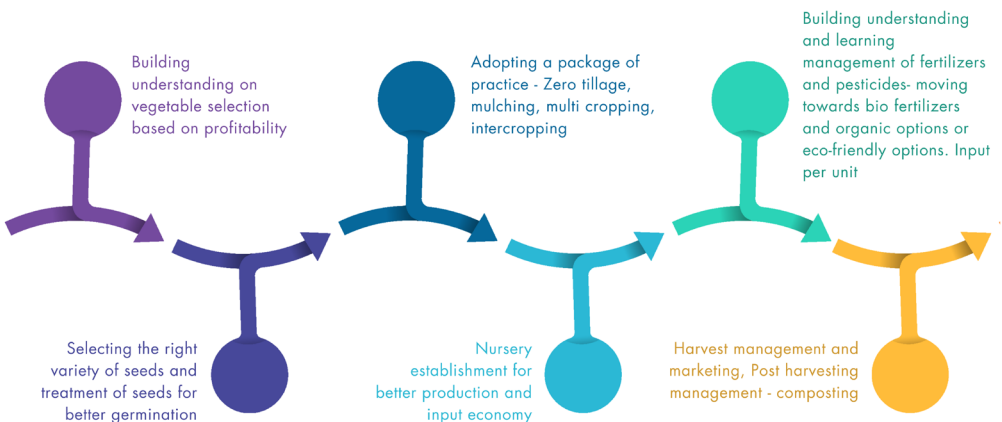 Building
understanding on
vegetable selection
based on profitability
Selecting the right
variety of seeds and
treatment of seeds for
better germination
Adopting a package of
practice - Zero tillage,
mulching, multi cropping,
intercropping
Nursery
establishment for
better production and
input economy
Building understanding
and learning
management of fertilizers
and pesticides- moving
towards bio fertilizers
and organic options or
eco-friendly options. Input
per unit
Harvest management and
marketing, Post harvesting
management - composting